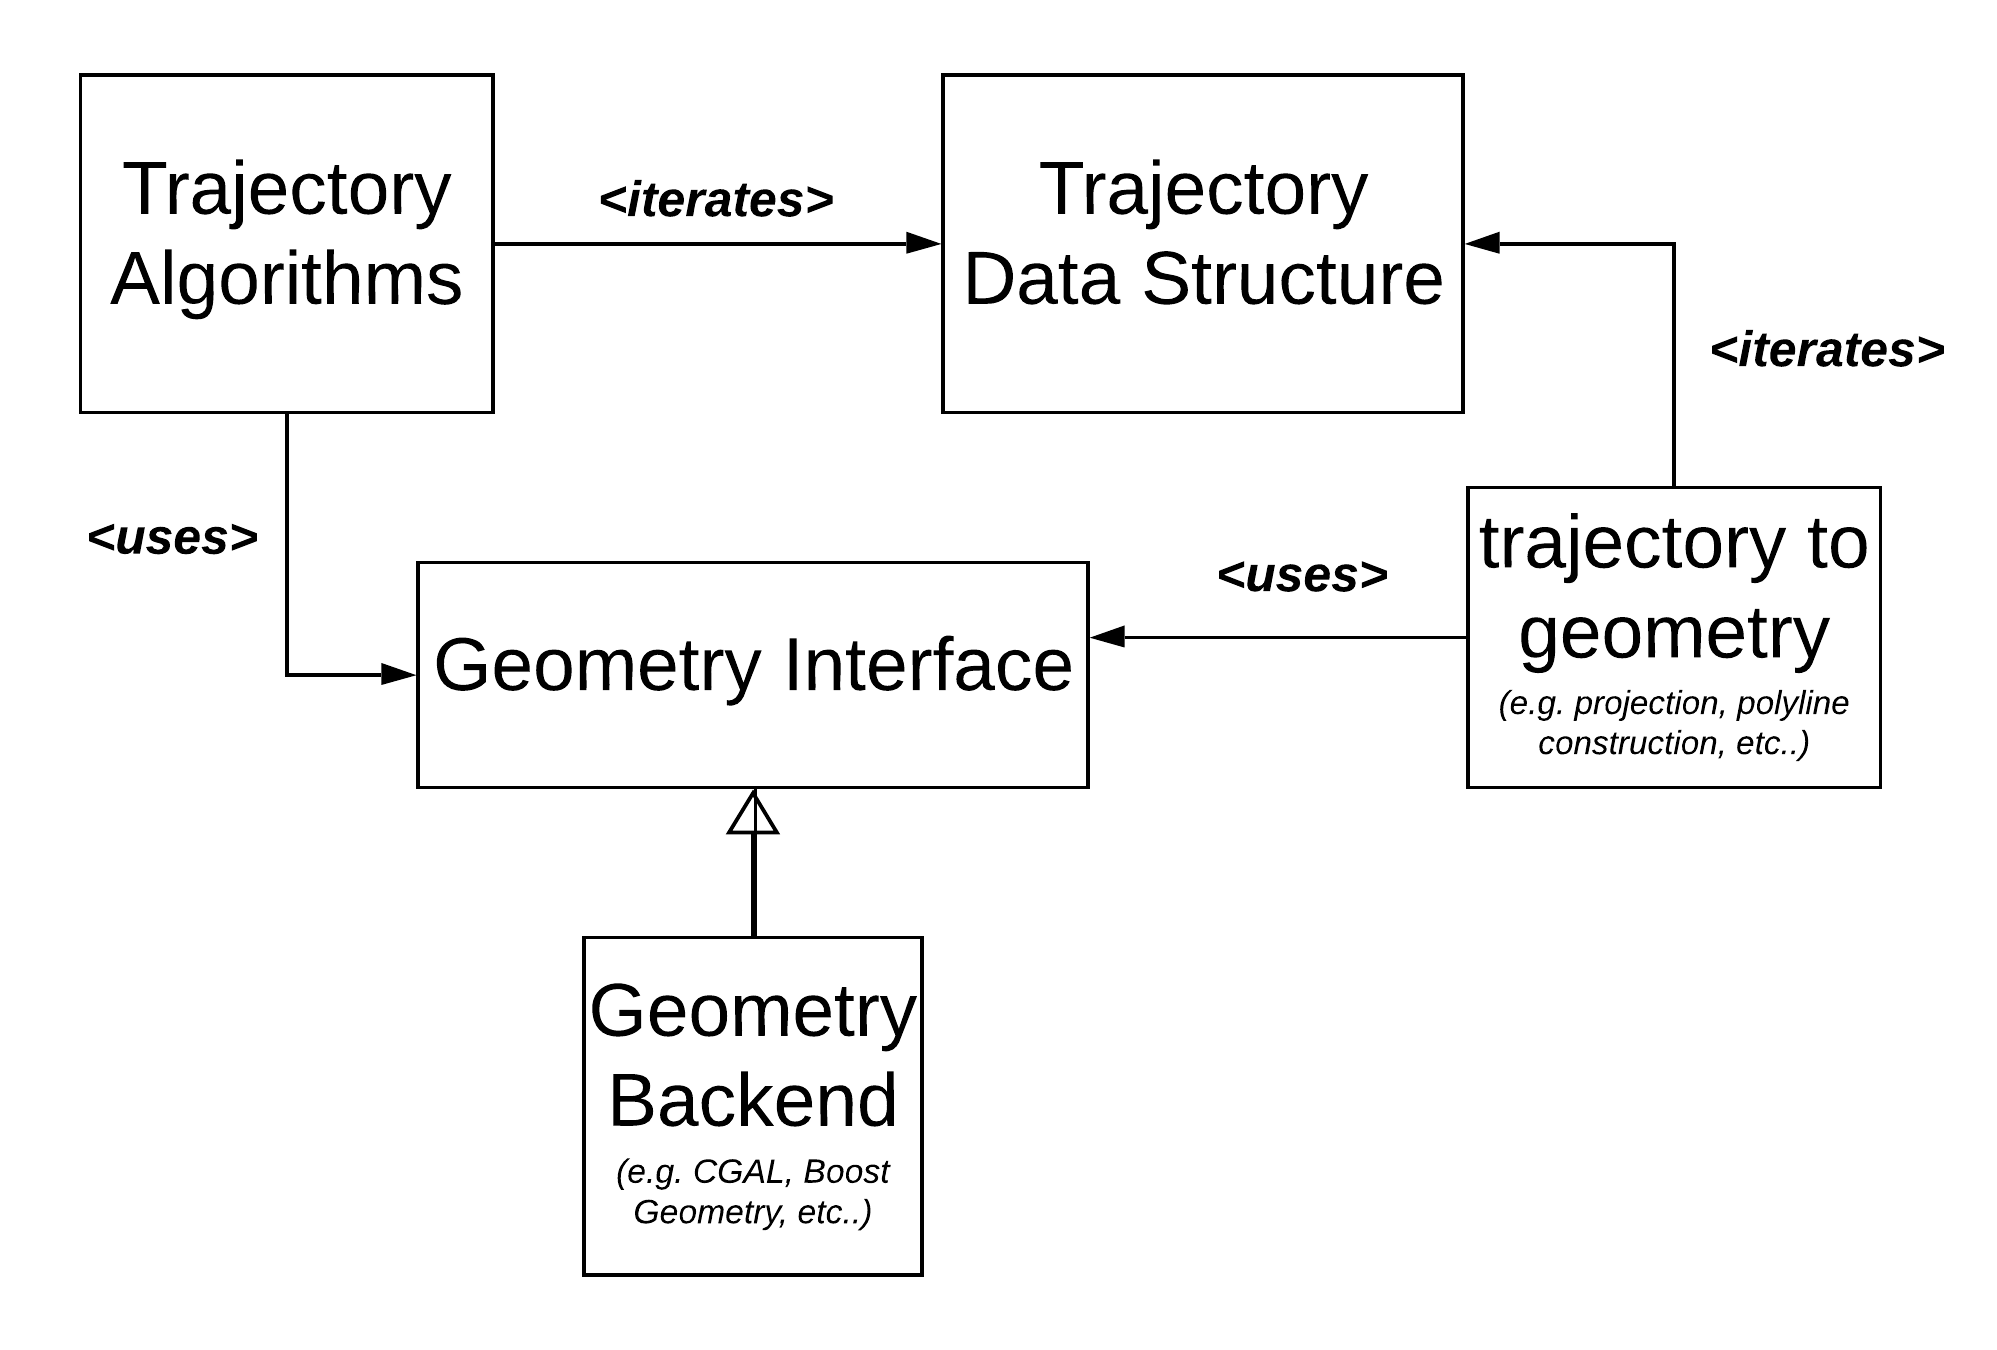 Trajectory
Algorithms
<iterates>
Trajectory
Data Structure
<iterates>
<uses>
Geometry Interface
<uses>
trajectory to
geometry
(e.g. projection, polyline
construction, etc..)
Geometry
Backend
(e.g. CGAL, Boost
Geometry, etc..)